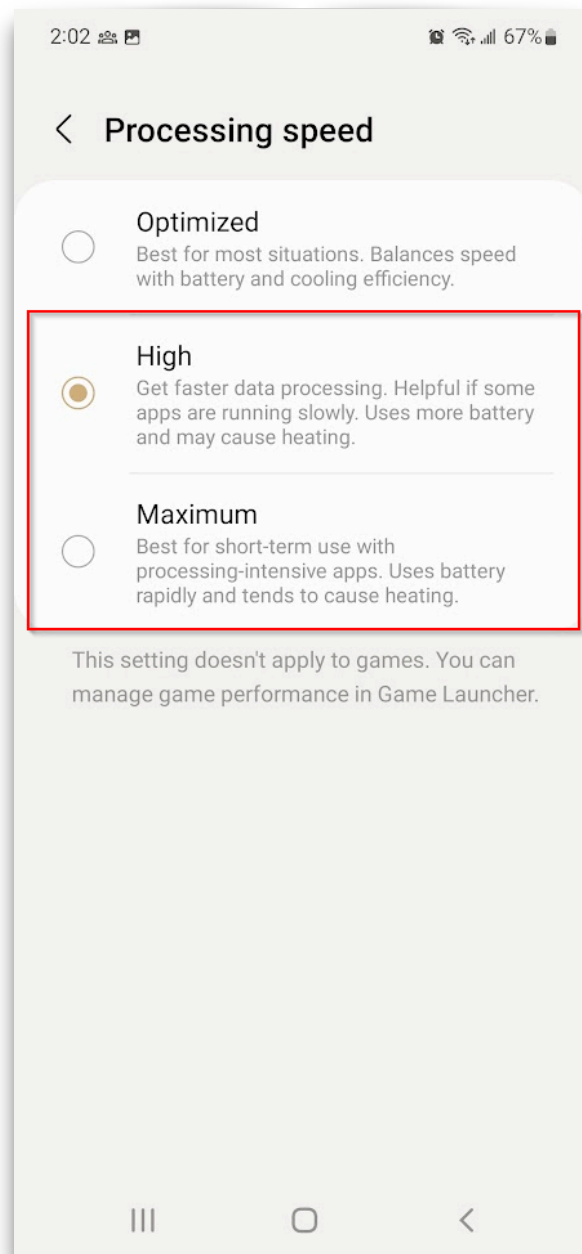 2:02 67%
Processing speed
Optimized
Best for most situations. Balances speed
with battery and cooling efficiency.
High
Get faster data processing. Helpful if some
apps are running slowly. Uses more battery
and may cause heating.
Maximum
Best for short-term use with
processing-intensive apps. Uses battery
rapidly and tends to cause heating.
This setting doesn't apply to games. You can
manage game performance in Game Launcher.